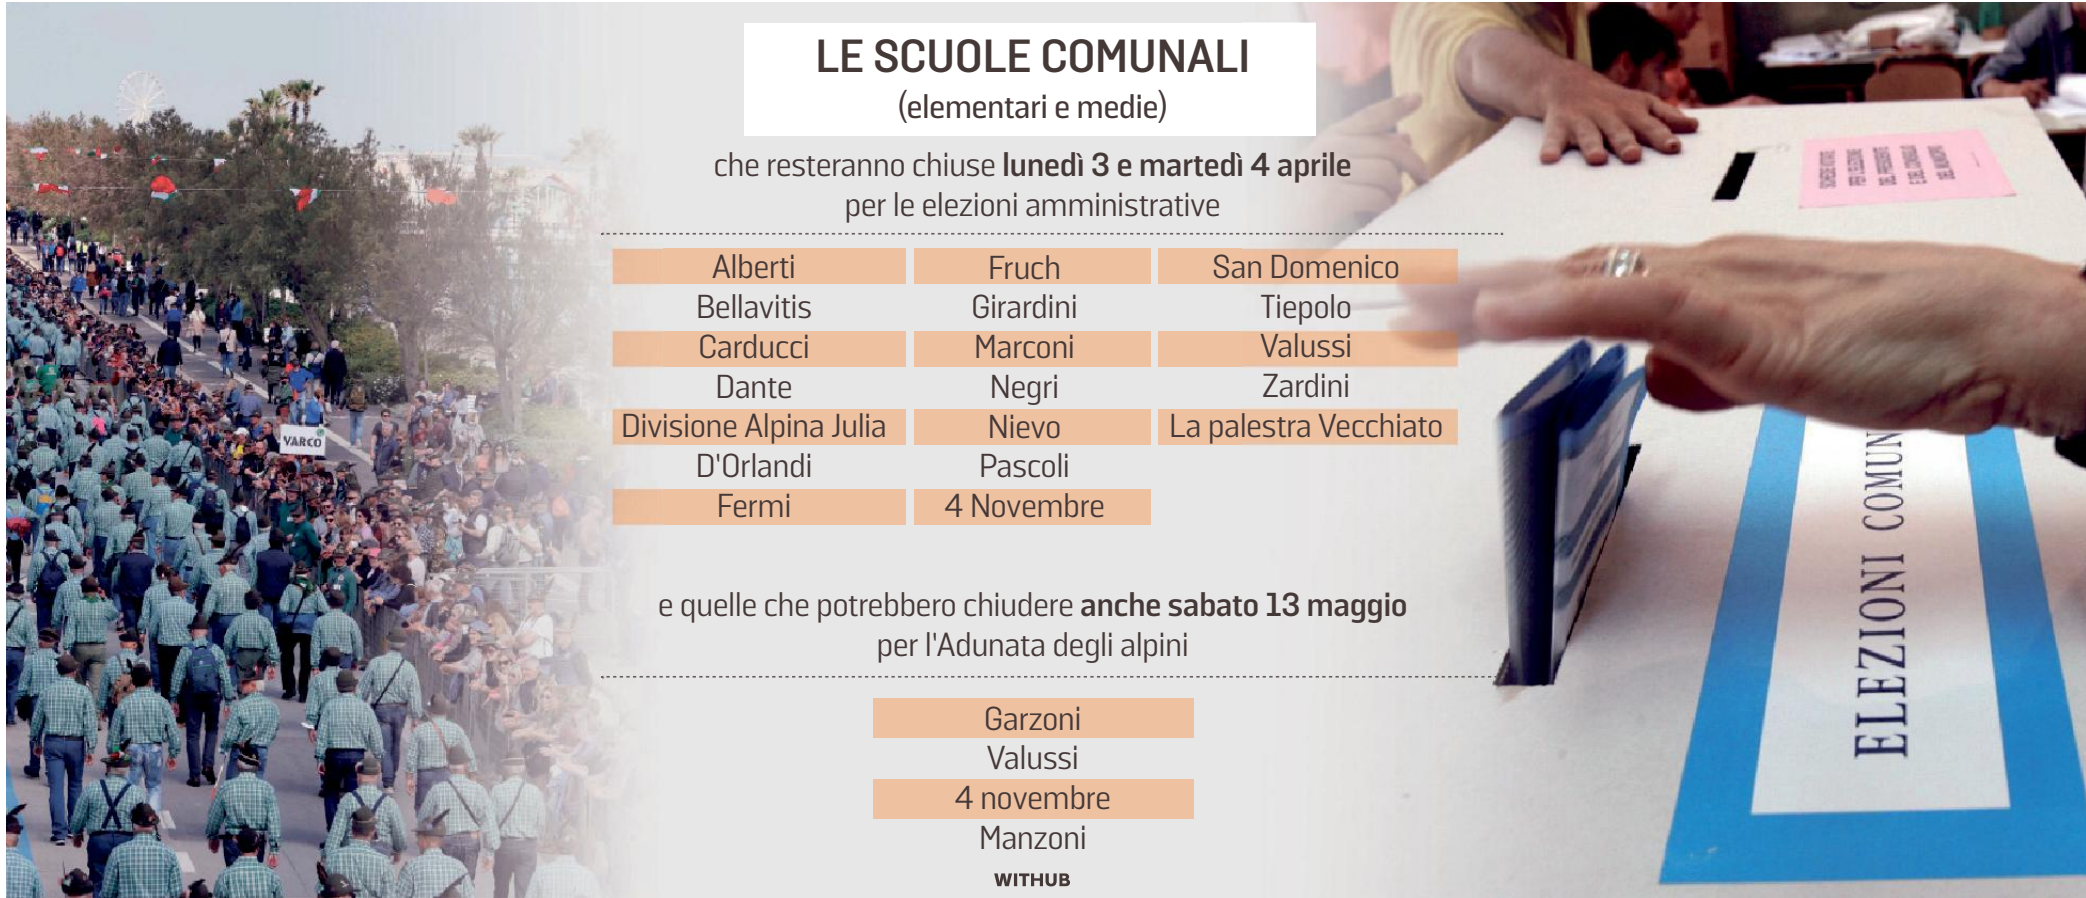 LE SCUOLE COMUNALI
(elementari e medie)
che resteranno chiuse lunedì 3 e martedì 4 aprile
per le elezioni amministrative
Alberti Fruch San Domenico
Bellavitis Girardini Tiepolo
Carducci Marconi Valussi
Dante Negri Zardini
Divisione Alpina Julia Nievo La palestra Vecchiato
D'Orlandi Pascoli
Fermi 4 Novembre
e quelle che potrebbero chiudere anche sabato 13 maggio
per l'Adunata degli alpini
Garzoni
Valussi
4 novembre
Manzoni
WITHUB
VARCO
ELEZIONI COMUN